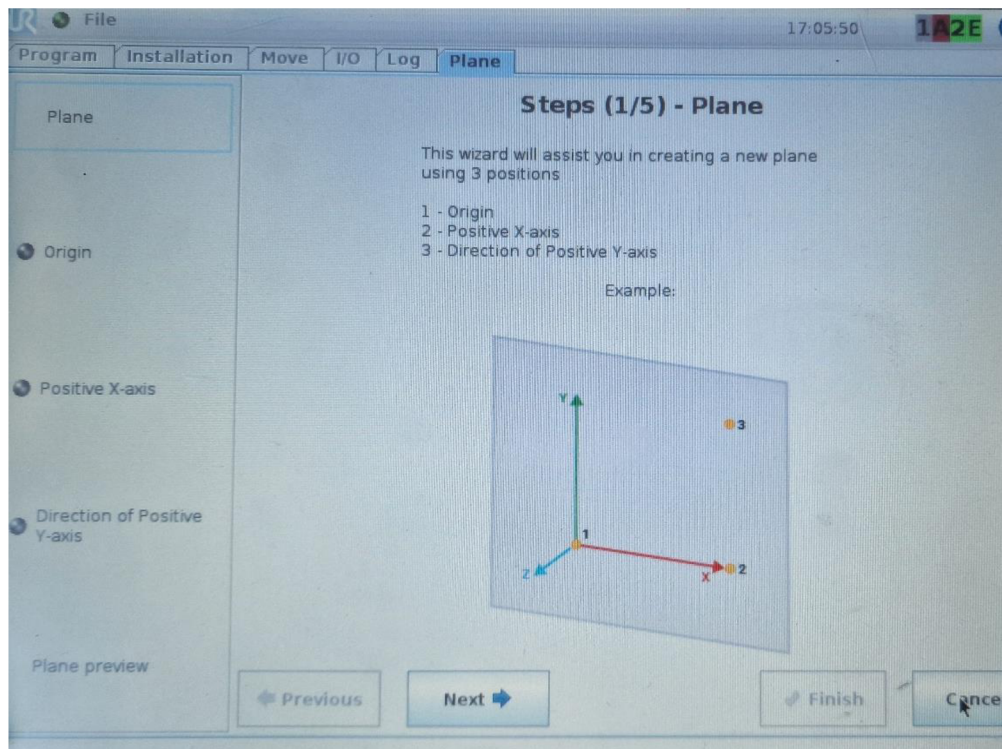 UR File 17:05:50 1A2E
Program Installation Move I/O Log Plane
Plane
Origin
Positive X-axis
Direction of Positive
Y-axis
Plane preview
Steps (1/5) - Plane
This wizard will assist you in creating a new plane
using 3 positions
1 - Origin
2 - Positive X-axis
3 - Direction of Positive Y-axis
Example:
Y
3
1
Z
X
2
Previous Next Finish Cance